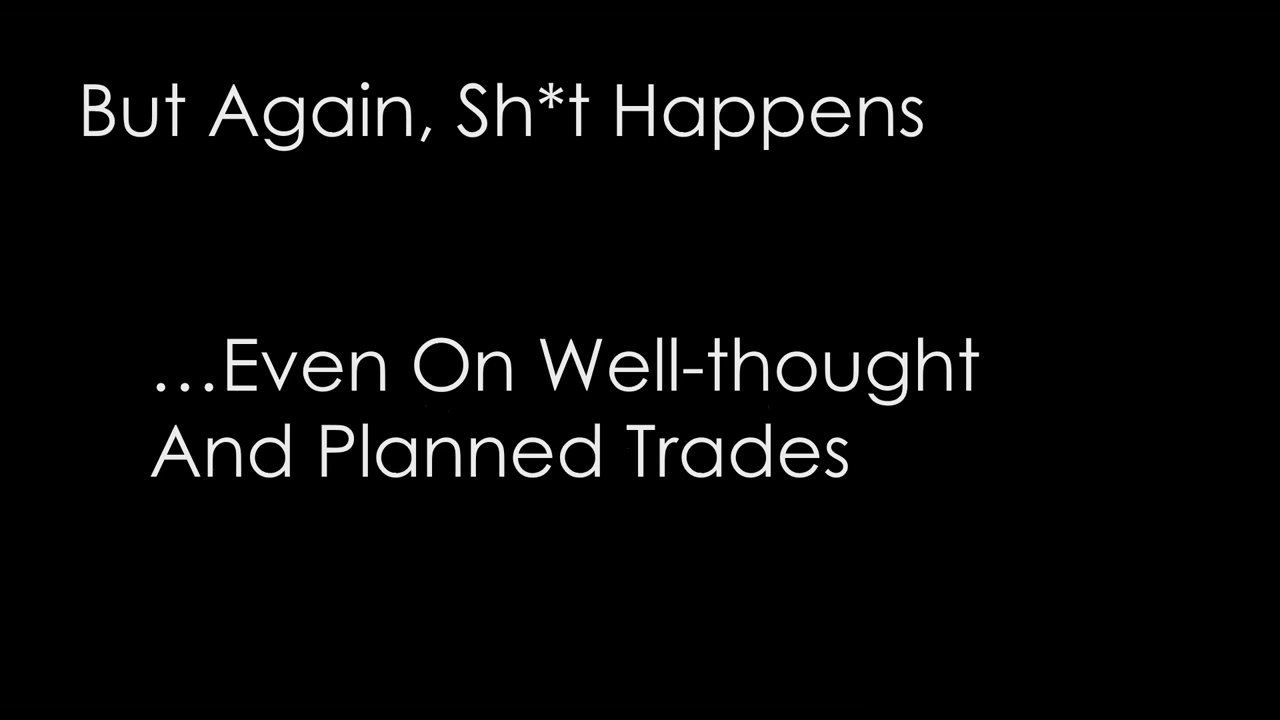 But Again, Sh*t Happens
...Even On Well-thought
And Planned Trades